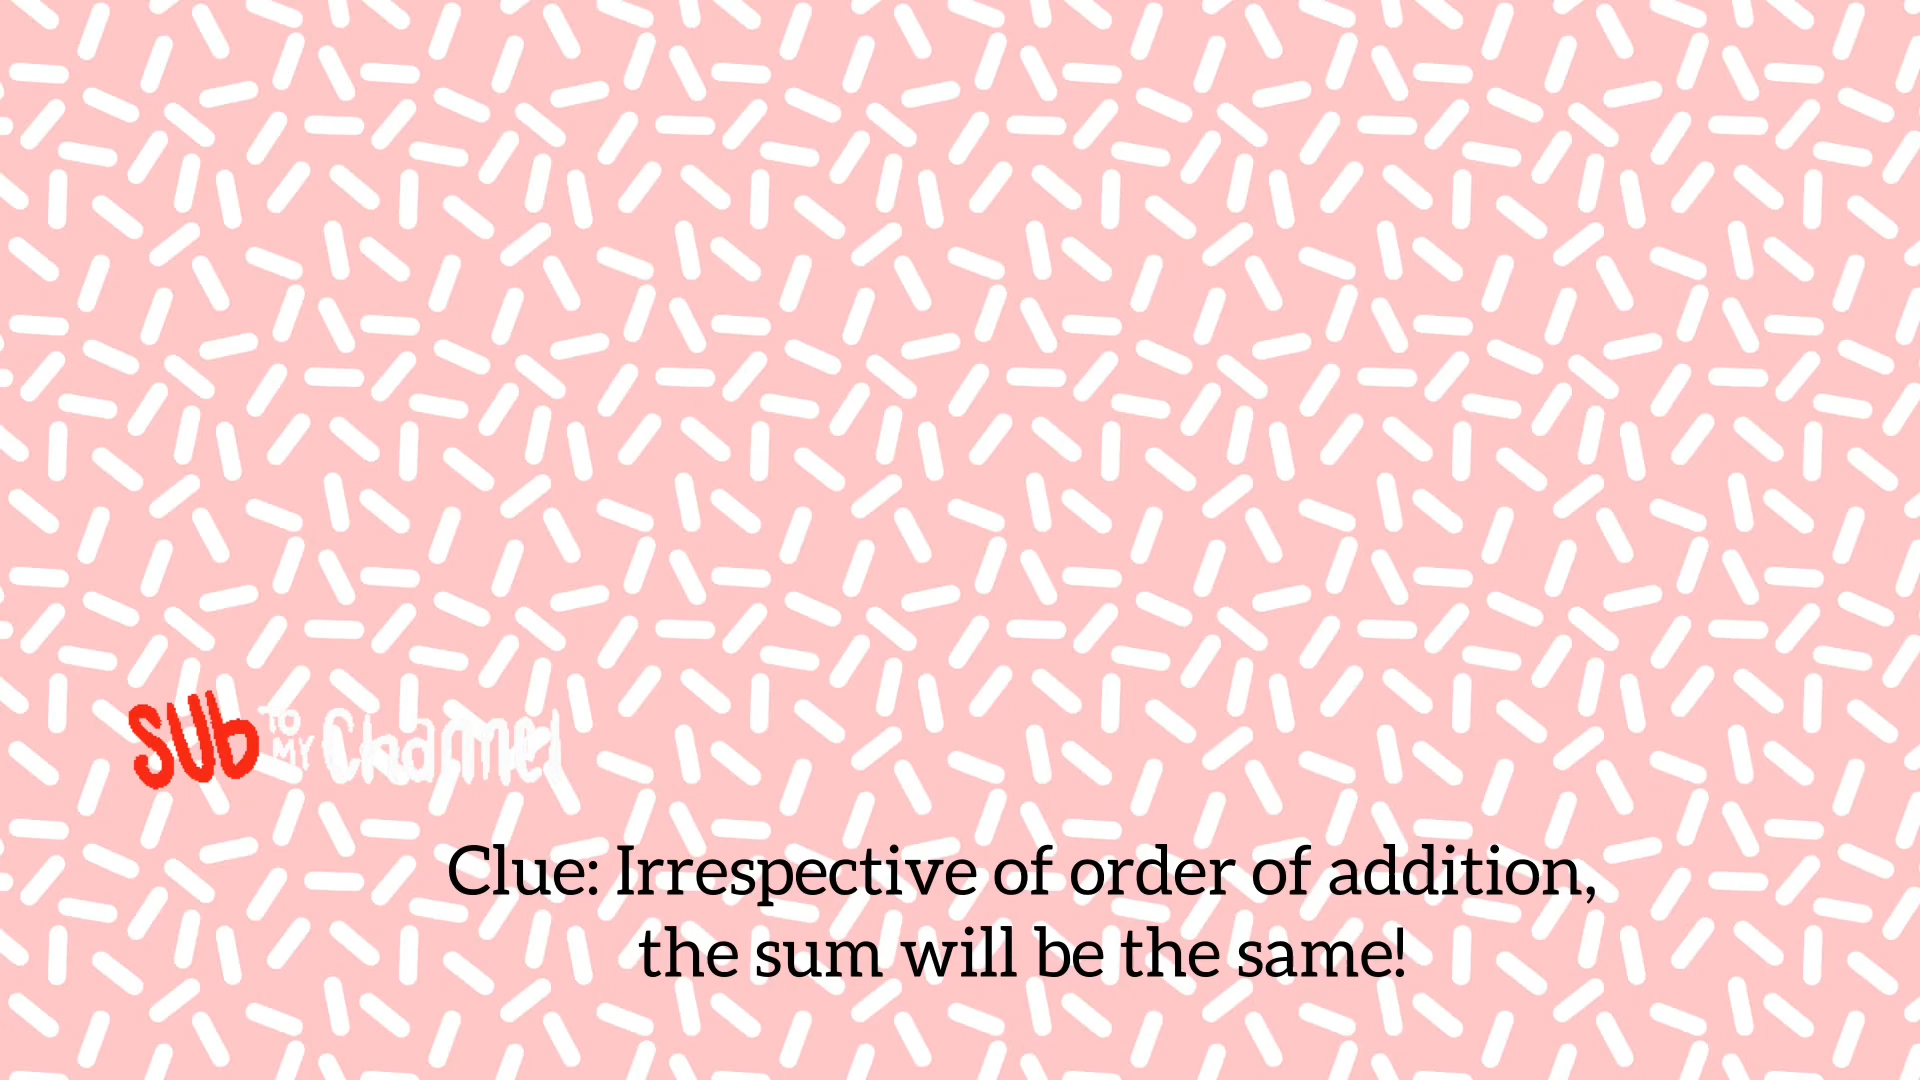 SUb TO MY Channel
Clue: Irrespective of order of addition,
the sum will be the same!